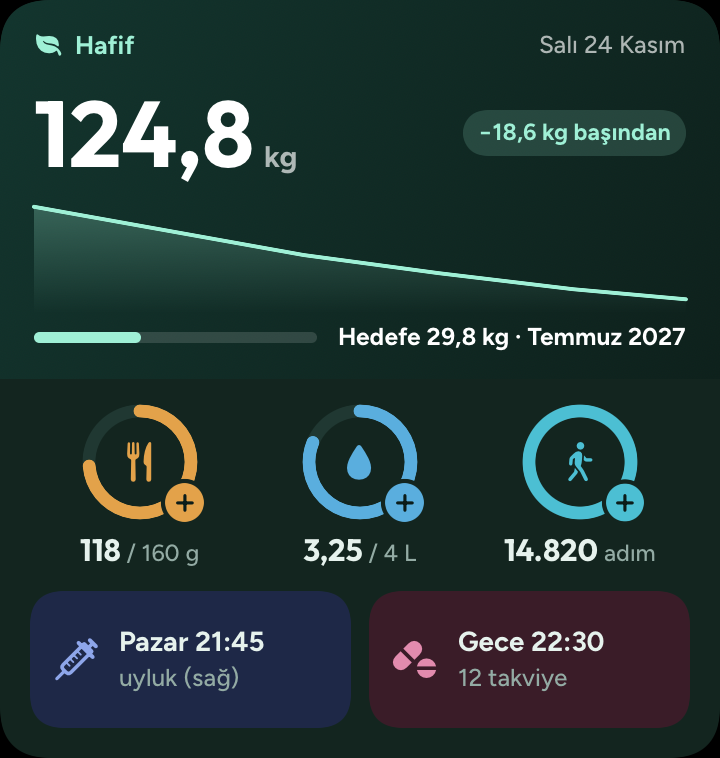 Hafif
Salı 24 Kasım
124,8 kg
-18,6 kg başından
Hedefe 29,8 kg · Temmuz 2027
118 / 160 g
3,25 / 4 L
14.820 adım
Pazar 21:45
uyluk (sağ)
Gece 22:30
12 takviye